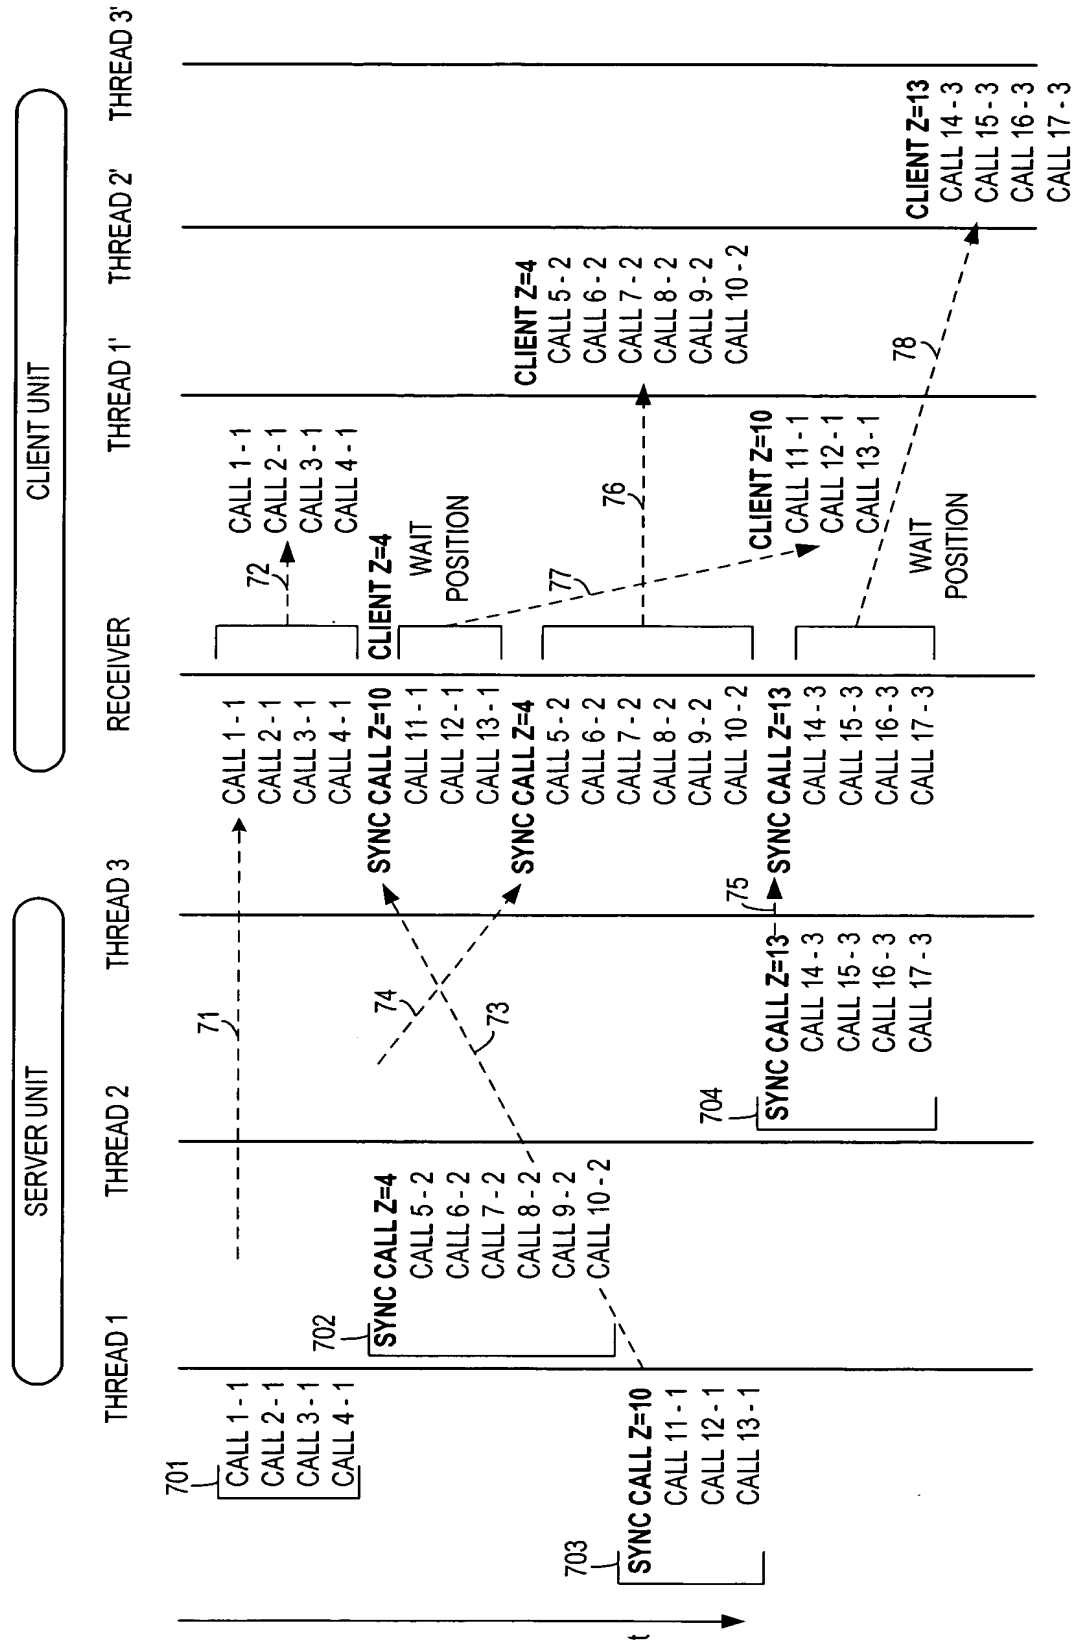 SERVER UNIT
CLIENT UNIT
THREAD 1
THREAD 2
THREAD 3
RECEIVER
THREAD 1'
THREAD 2'
THREAD 3'
t
701
CALL 1 - 1
CALL 2 - 1
CALL 3 - 1
CALL 4 - 1
703
SYNC CALL Z=10
CALL 11 - 1
CALL 12 - 1
CALL 13 - 1
702
SYNC CALL Z=4
CALL 5 - 2
CALL 6 - 2
CALL 7 - 2
CALL 8 - 2
CALL 9 - 2
CALL 10 - 2
71
74
73
704
SYNC CALL Z=13
CALL 14 - 3
CALL 15 - 3
CALL 16 - 3
CALL 17 - 3
75
CALL 1 - 1
CALL 2 - 1
CALL 3 - 1
CALL 4 - 1
SYNC CALL Z=10
CALL 11 - 1
CALL 12 - 1
CALL 13 - 1
SYNC CALL Z=4
CALL 5 - 2
CALL 6 - 2
CALL 7 - 2
CALL 8 - 2
CALL 9 - 2
CALL 10 - 2
SYNC CALL Z=13
CALL 14 - 3
CALL 15 - 3
CALL 16 - 3
CALL 17 - 3
72
CALL 1 - 1
CALL 2 - 1
CALL 3 - 1
CALL 4 - 1
CLIENT Z=4
WAIT
POSITION
77
76
CLIENT Z=10
CALL 11 - 1
CALL 12 - 1
CALL 13 - 1
WAIT
POSITION
78
CLIENT Z=4
CALL 5 - 2
CALL 6 - 2
CALL 7 - 2
CALL 8 - 2
CALL 9 - 2
CALL 10 - 2
CLIENT Z=13
CALL 14 - 3
CALL 15 - 3
CALL 16 - 3
CALL 17 - 3